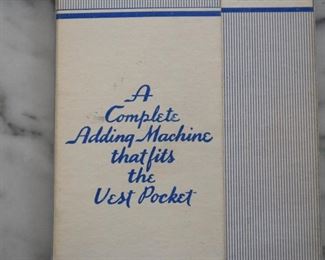 A
Complete
Adding Machine
that fits
the
Vest Pocket